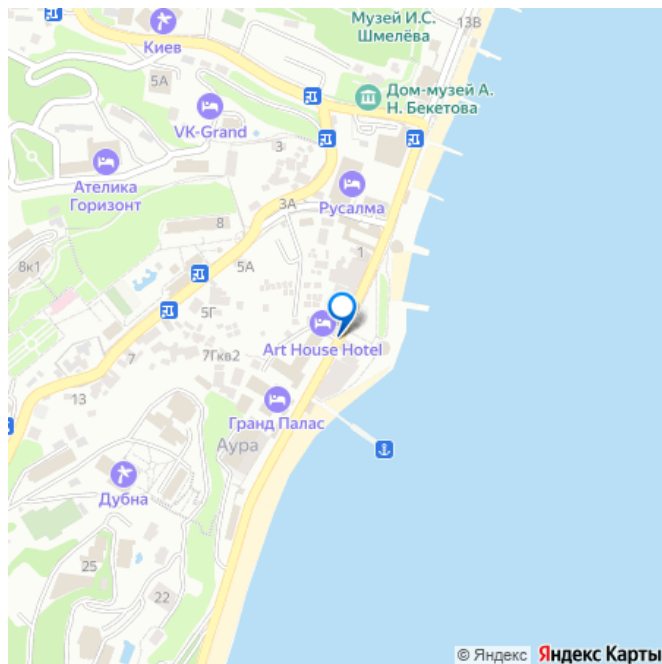 Музей И.С.
Шмелёва
13В
Киев
5А
Дом-музей А.
Н. Бекетова
VK-Grand
3
Ателика
Горизонт
3А
Русалма
8
1
8к1
5А
5Г
7
7Гкв2
Art House Hotel
13
Гранд Палас
Аура
Дубна
25
22
© Яндекс Яндекс Карты